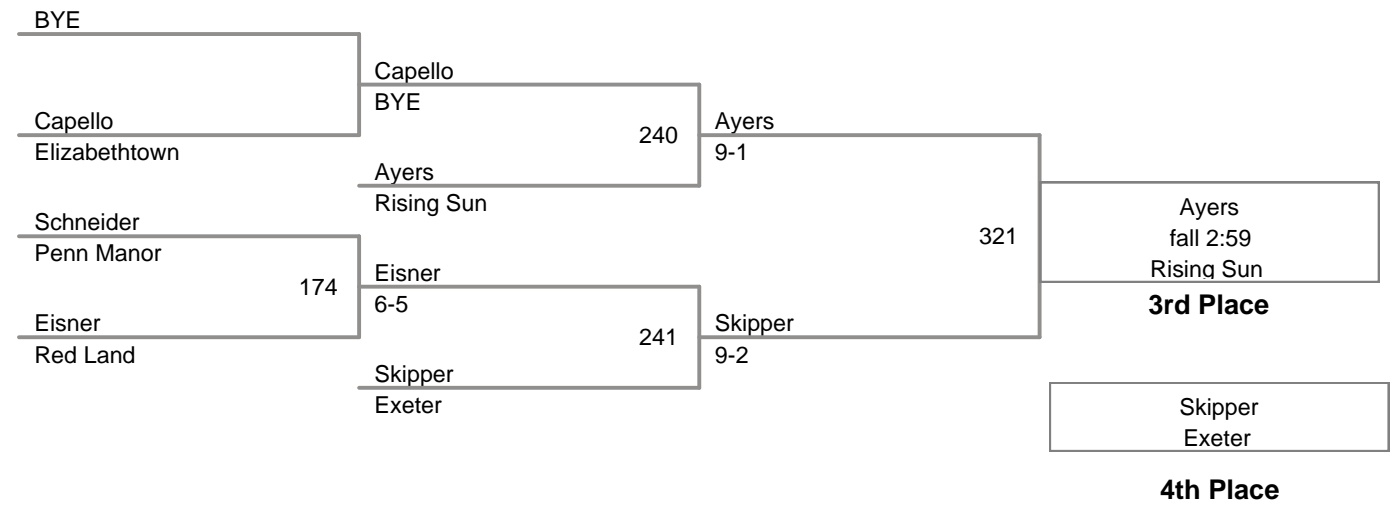 BYE
Capello
BYE
Capello
Elizabethtown
240
Ayers
9-1
Ayers
Rising Sun
Schneider
Penn Manor
174
Eisner
6-5
Eisner
Red Land
241
Skipper
9-2
Skipper
Exeter
321
Ayers
fall 2:59
Rising Sun
3rd Place
Skipper
Exeter
4th Place